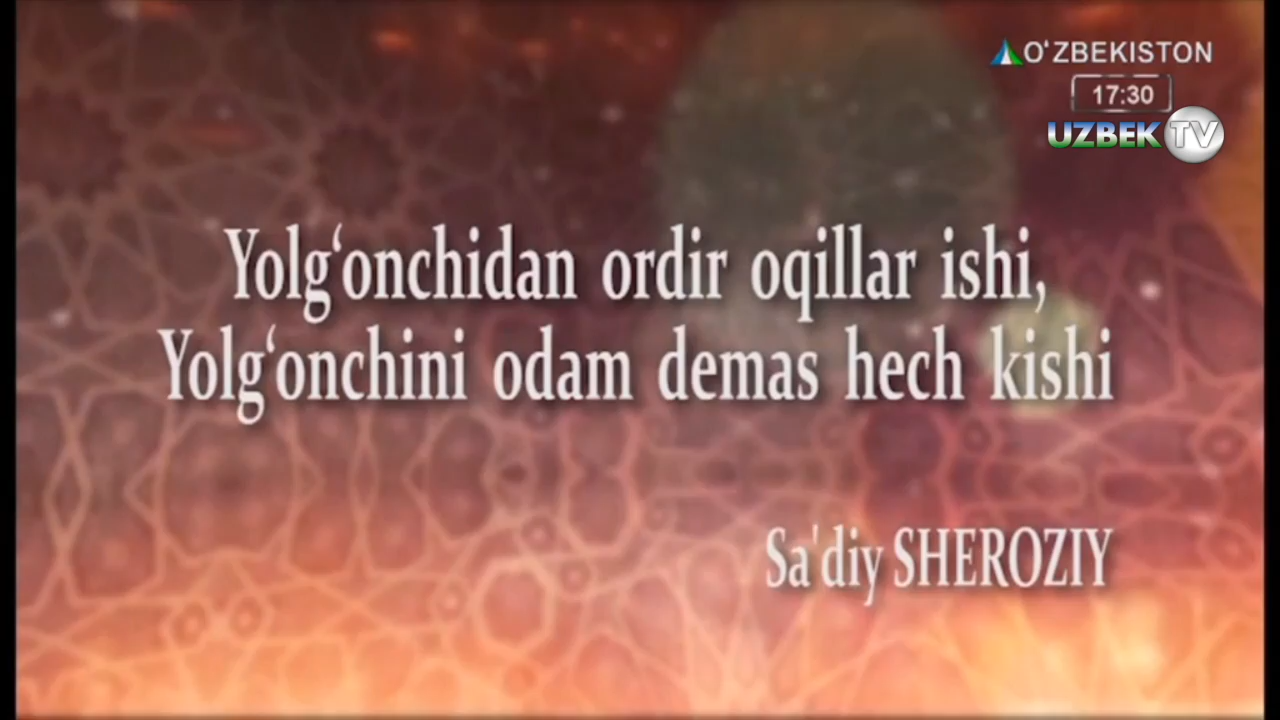 O‘ZBEKISTON
17:30
UZBEK TV
Yolg‘onchidan ordir oqillar ishi,
Yolg‘onchini odam demas hech kishi
Sa'diy SHEROZIY